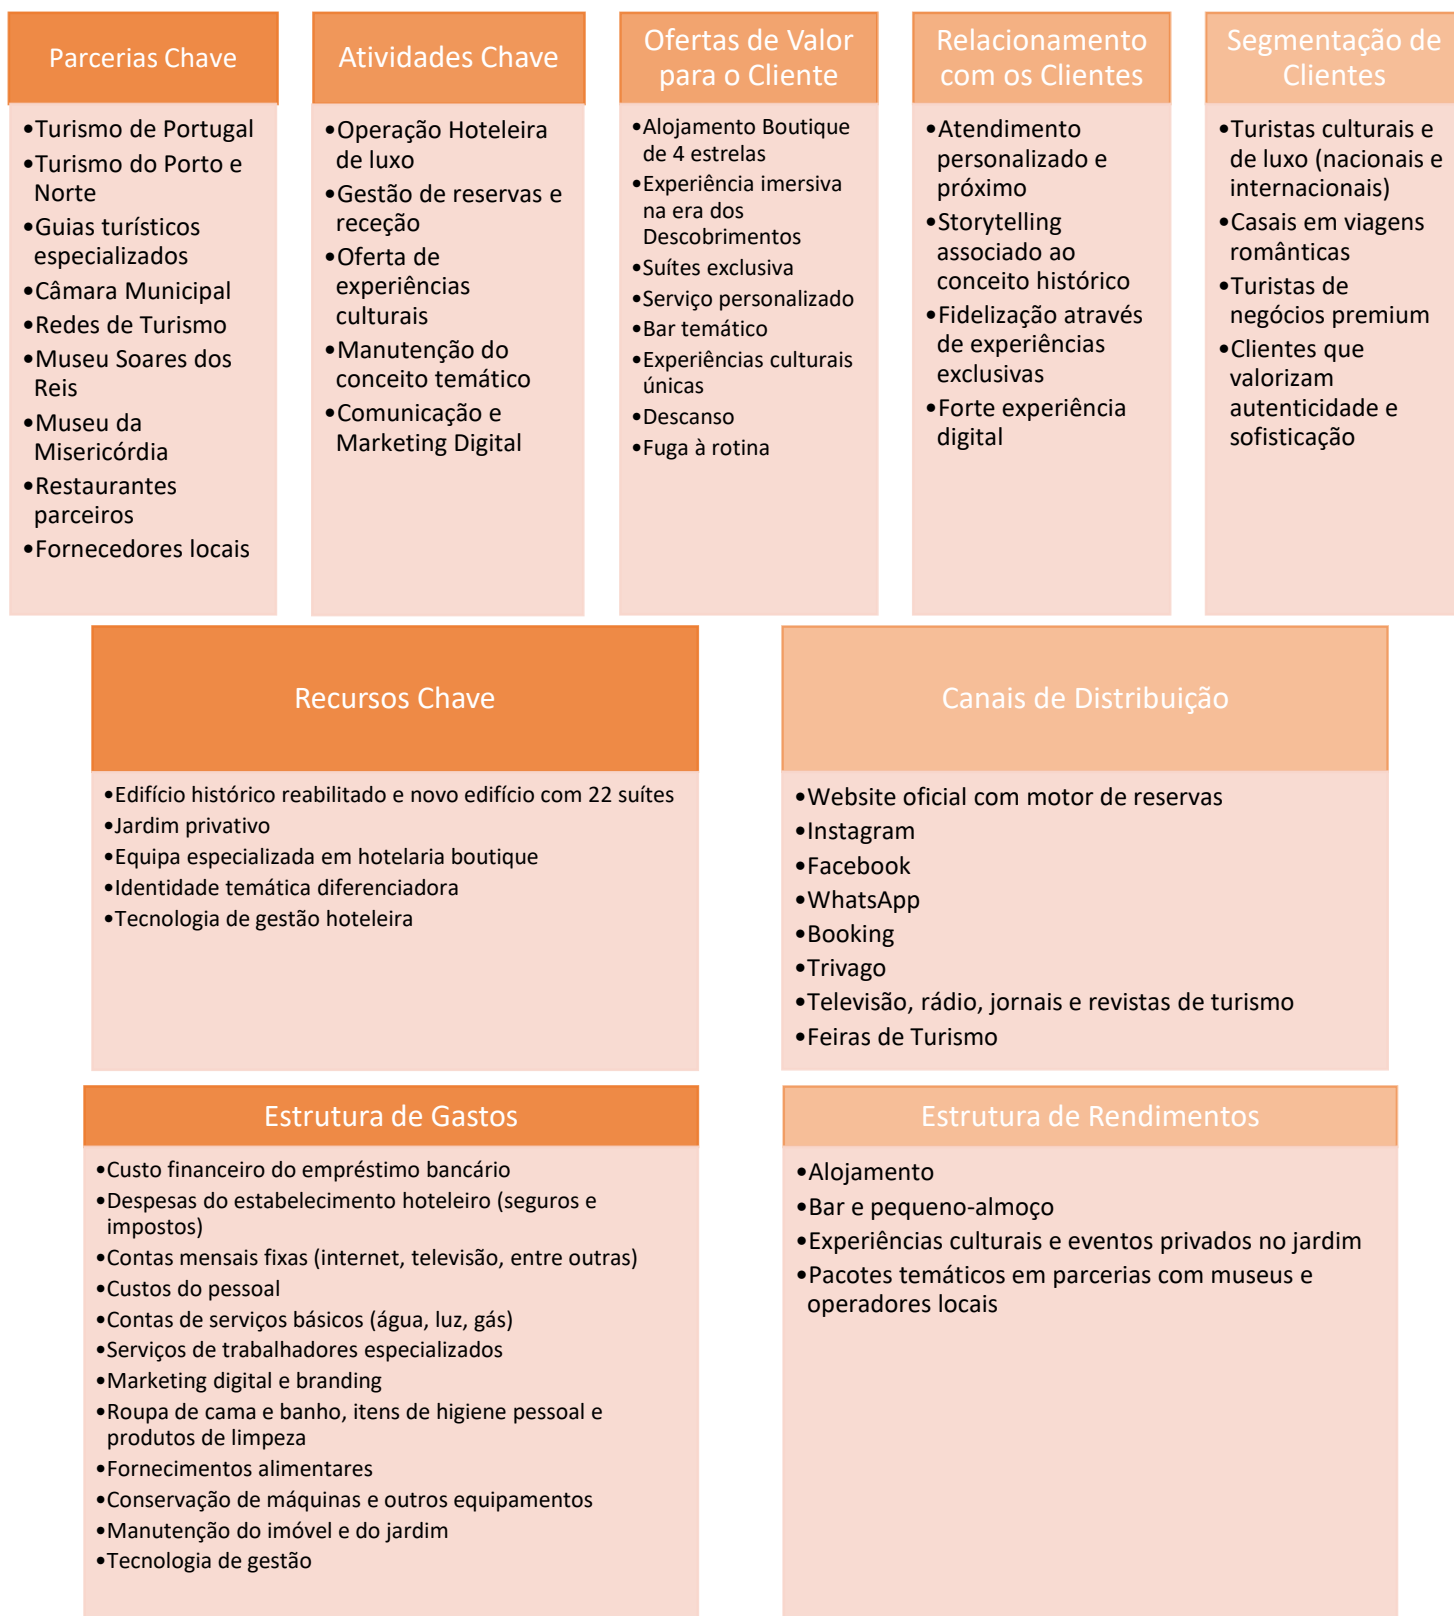 Parcerias Chave
•Turismo de Portugal
•Turismo do Porto e
Norte
•Guias turísticos
especializados
•Câmara Municipal
•Redes de Turismo
•Museu Soares dos
Reis
•Museu da
Misericórdia
•Restaurantes
parceiros
•Fornecedores locais
Atividades Chave
•Operação Hoteleira
de luxo
•Gestão de reservas e
receção
•Oferta de
experiências
culturais
•Manutenção do
conceito temático
•Comunicação e
Marketing Digital
Ofertas de Valor
para o Cliente
•Alojamento Boutique
de 4 estrelas
•Experiência imersiva
na era dos
Descobrimentos
•Suítes exclusiva
•Serviço personalizado
•Bar temático
•Experiências culturais
únicas
•Descanso
•Fuga à rotina
Relacionamento
com os Clientes
•Atendimento
personalizado e
próximo
•Storytelling
associado ao
conceito histórico
•Fidelização através
de experiências
exclusivas
•Forte experiência
digital
Segmentação de
Clientes
•Turistas culturais e
de luxo (nacionais e
internacionais)
•Casais em viagens
românticas
•Turistas de
negócios premium
•Clientes que
valorizam
autenticidade e
sofisticação
Recursos Chave
•Edifício histórico reabilitado e novo edifício com 22 suítes
•Jardim privativo
•Equipa especializada em hotelaria boutique
•Identidade temática diferenciadora
•Tecnologia de gestão hoteleira
Canais de Distribuição
•Website oficial com motor de reservas
•Instagram
•Facebook
•WhatsApp
•Booking
•Trivago
•Televisão, rádio, jornais e revistas de turismo
•Feiras de Turismo
Estrutura de Gastos
•Custo financeiro do empréstimo bancário
•Despesas do estabelecimento hoteleiro (seguros e
impostos)
•Contas mensais fixas (internet, televisão, entre outras)
•Custos do pessoal
•Contas de serviços básicos (água, luz, gás)
•Serviços de trabalhadores especializados
•Marketing digital e branding
•Roupa de cama e banho, itens de higiene pessoal e
produtos de limpeza
•Fornecimentos alimentares
•Conservação de máquinas e outros equipamentos
•Manutenção do imóvel e do jardim
•Tecnologia de gestão
Estrutura de Rendimentos
•Alojamento
•Bar e pequeno-almoço
•Experiências culturais e eventos privados no jardim
•Pacotes temáticos em parcerias com museus e
operadores locais